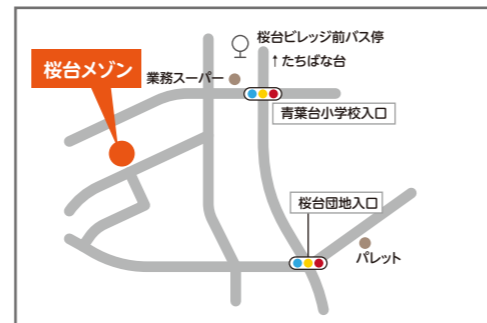 桜台ビレッジ前バス停
↑たちばな台
桜台メゾン
業務スーパー
青葉台小学校入口
桜台団地入口
パレット